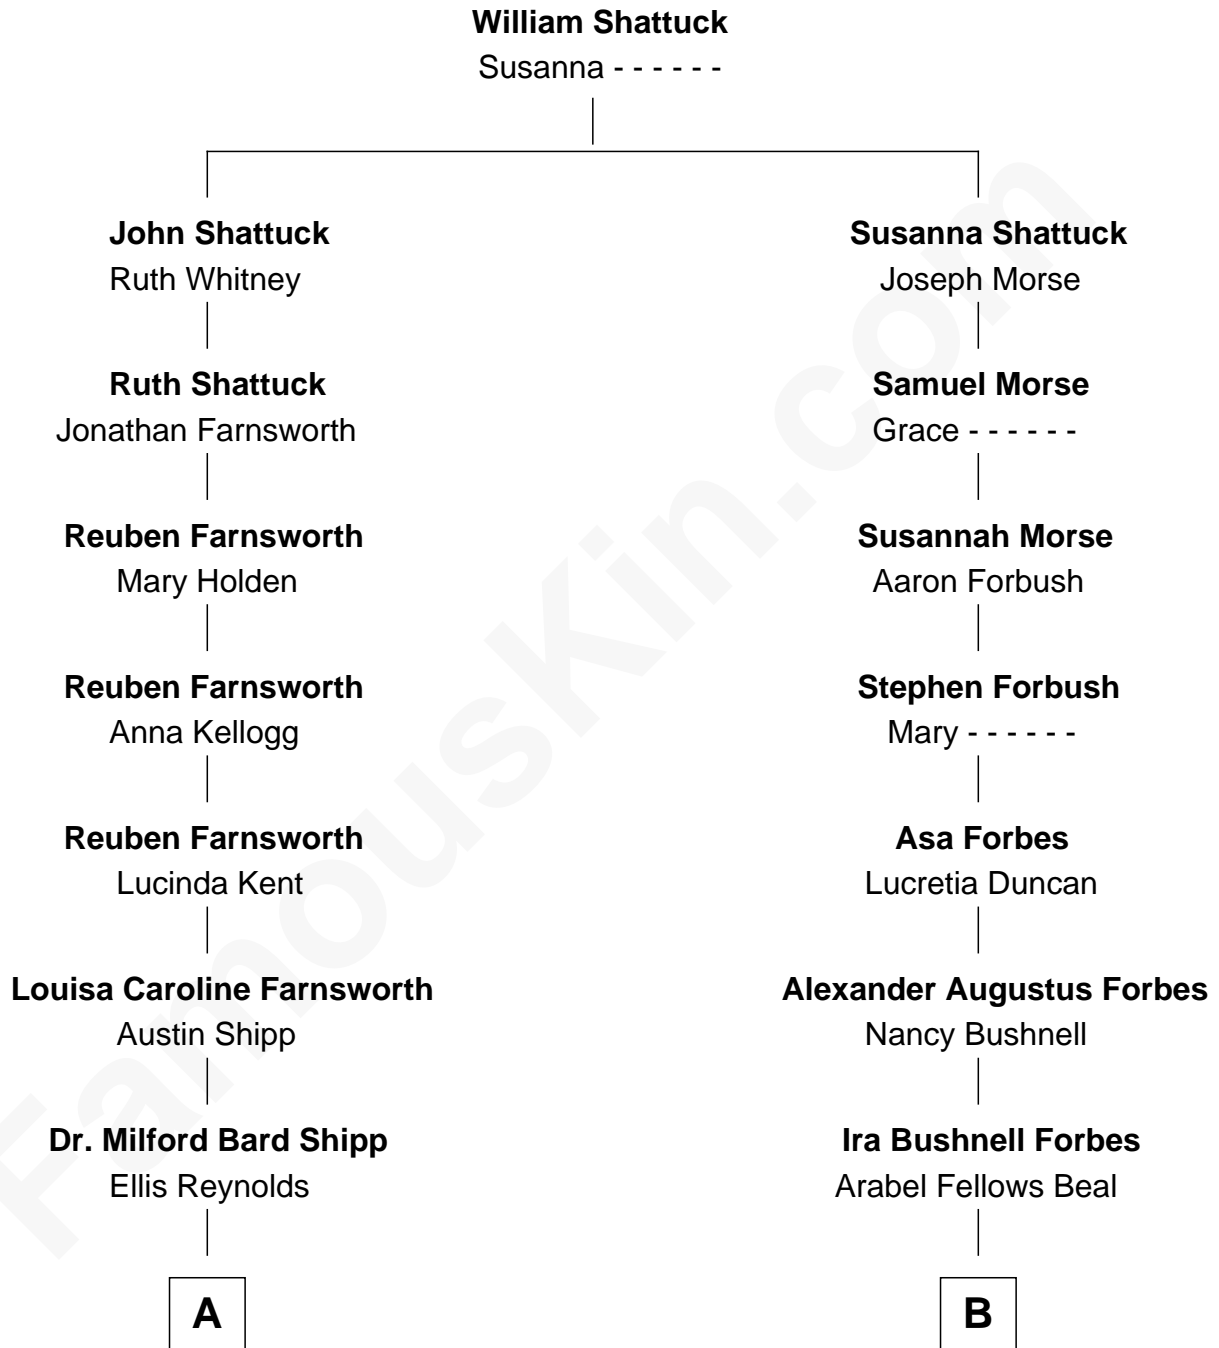 William Shattuck
Susanna - - - - - -
John Shattuck
Ruth Whitney
Susanna Shattuck
Joseph Morse
Ruth Shattuck
Jonathan Farnsworth
Samuel Morse
Grace - - - - - -
Reuben Farnsworth
Mary Holden
Susannah Morse
Aaron Forbush
Reuben Farnsworth
Anna Kellogg
Stephen Forbush
Mary - - - - - -
Reuben Farnsworth
Lucinda Kent
Asa Forbes
Lucretia Duncan
Louisa Caroline Farnsworth
Austin Shipp
Alexander Augustus Forbes
Nancy Bushnell
Dr. Milford Bard Shipp
Ellis Reynolds
Ira Bushnell Forbes
Arabel Fellows Beal
A
B
FamousKin.com